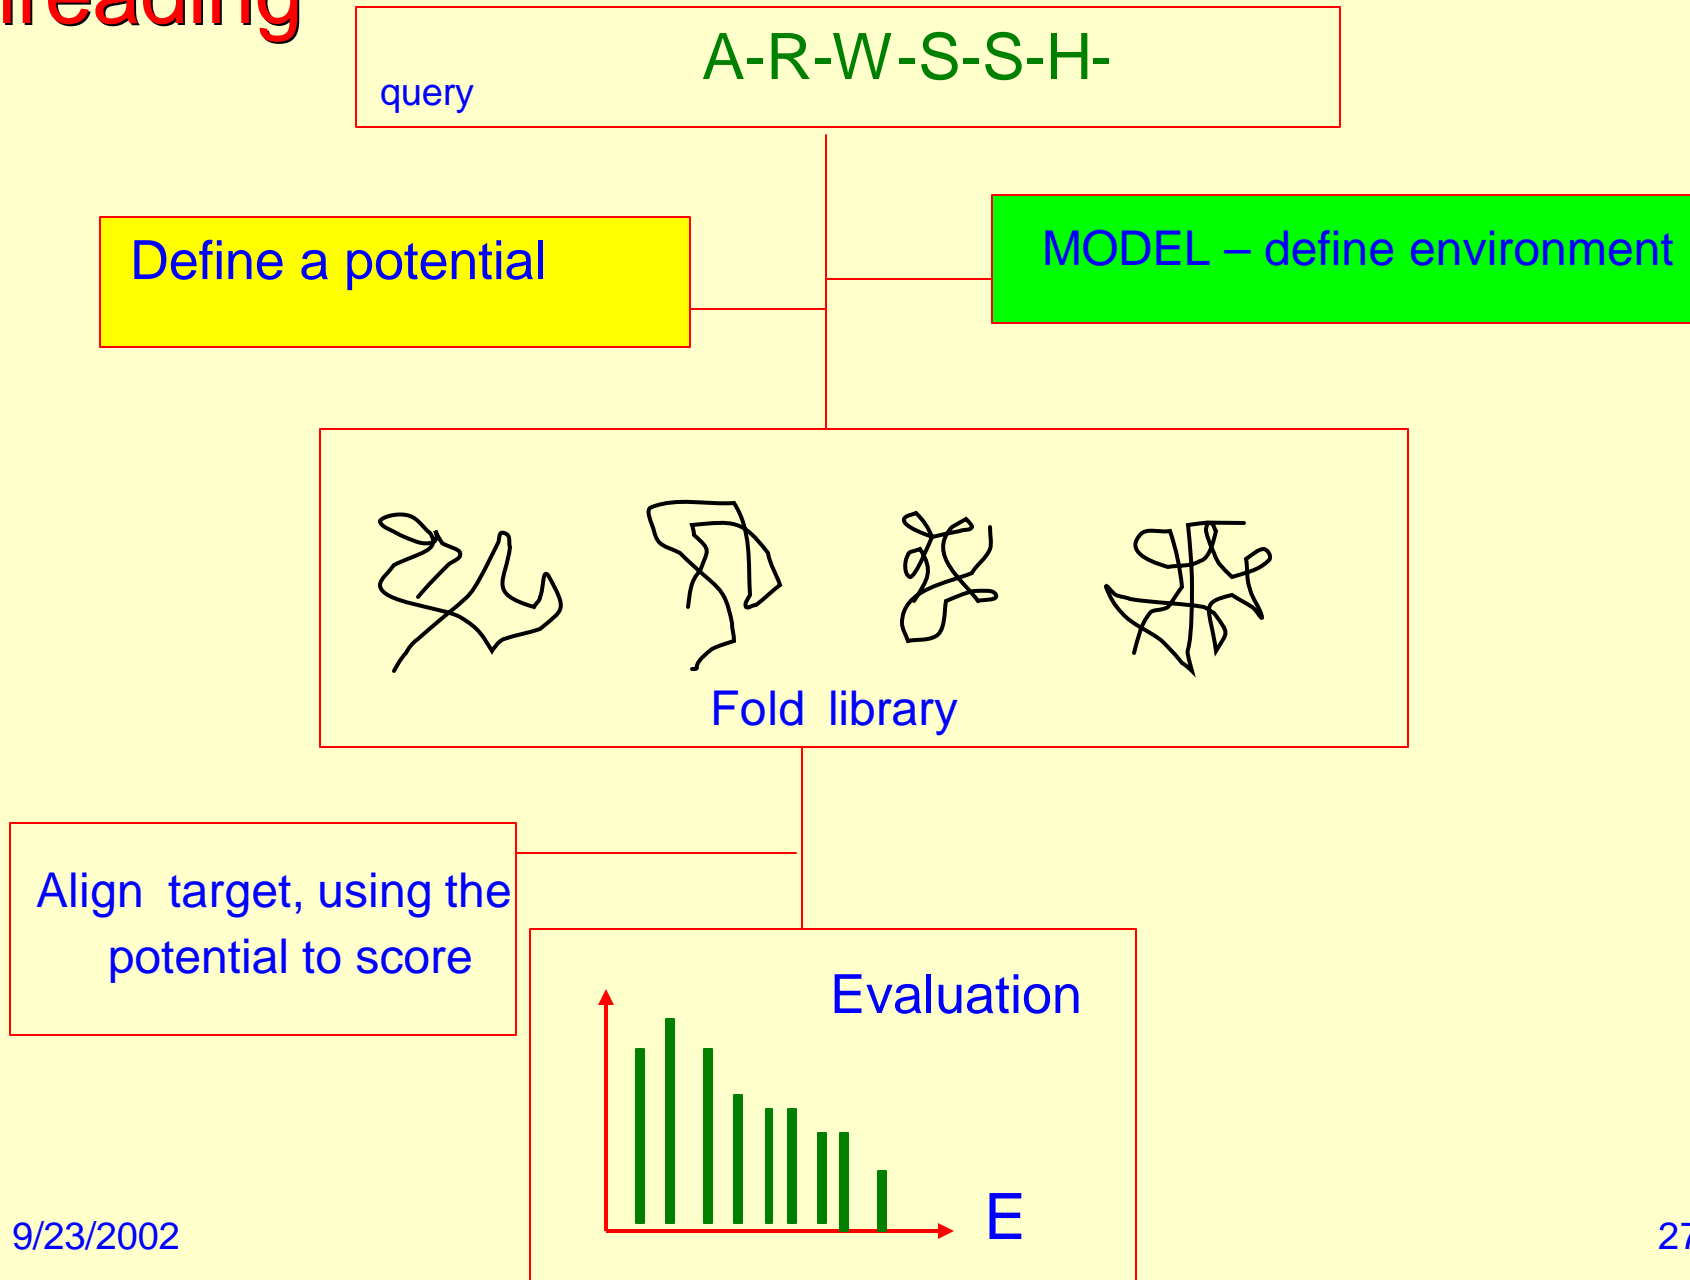 A-R-W-S-S-H-
query
Define a potential
MODEL – define environment
Fold library
Align target, using the
potential to score
Evaluation
E
9/23/2002
27